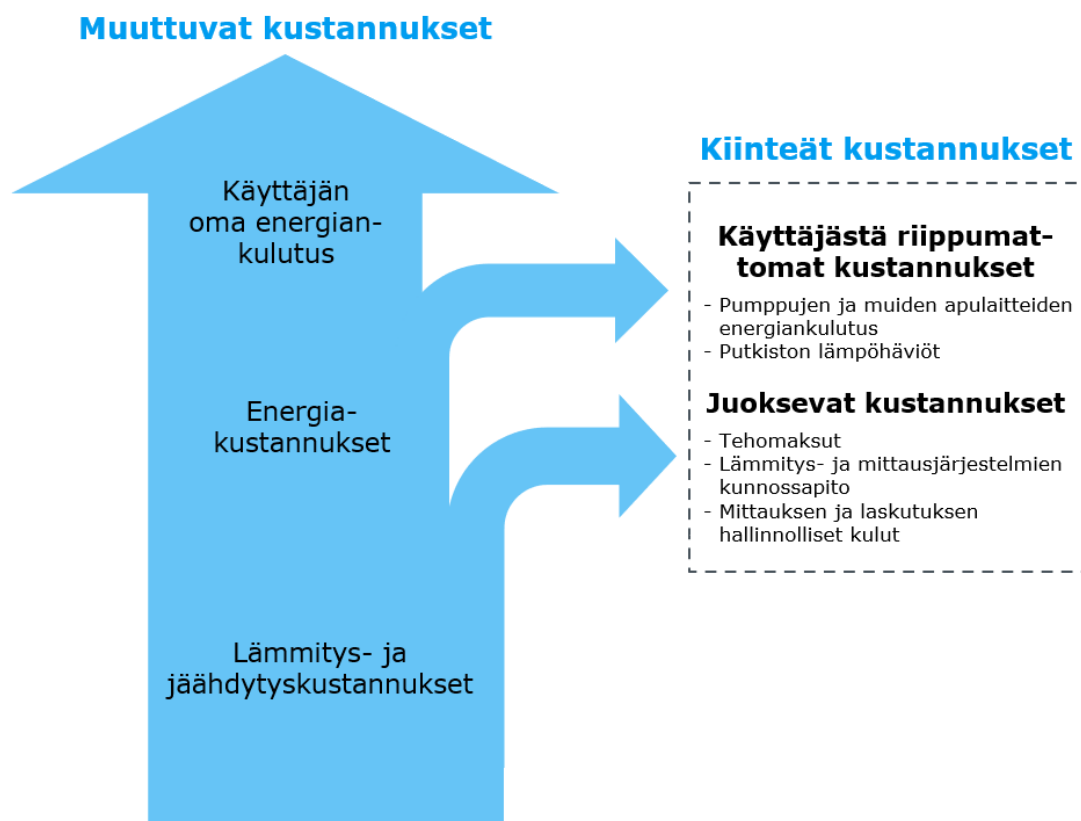 Muuttuvat kustannukset
Käyttäjän
oma energian-
kulutus
Energia-
kustannukset
Lämmitys- ja
jäähdytyskustannukset
Kiinteät kustannukset
Käyttäjästä riippumat-
tomat kustannukset
- Pumppujen ja muiden apulaitteiden
energiankulutus
- Putkiston lämpöhäviöt
Juoksevat kustannukset
- Tehomaksut
- Lämmitys- ja mittausjärjestelmien
kunnossapito
- Mittauksen ja laskutuksen
hallinnolliset kulut